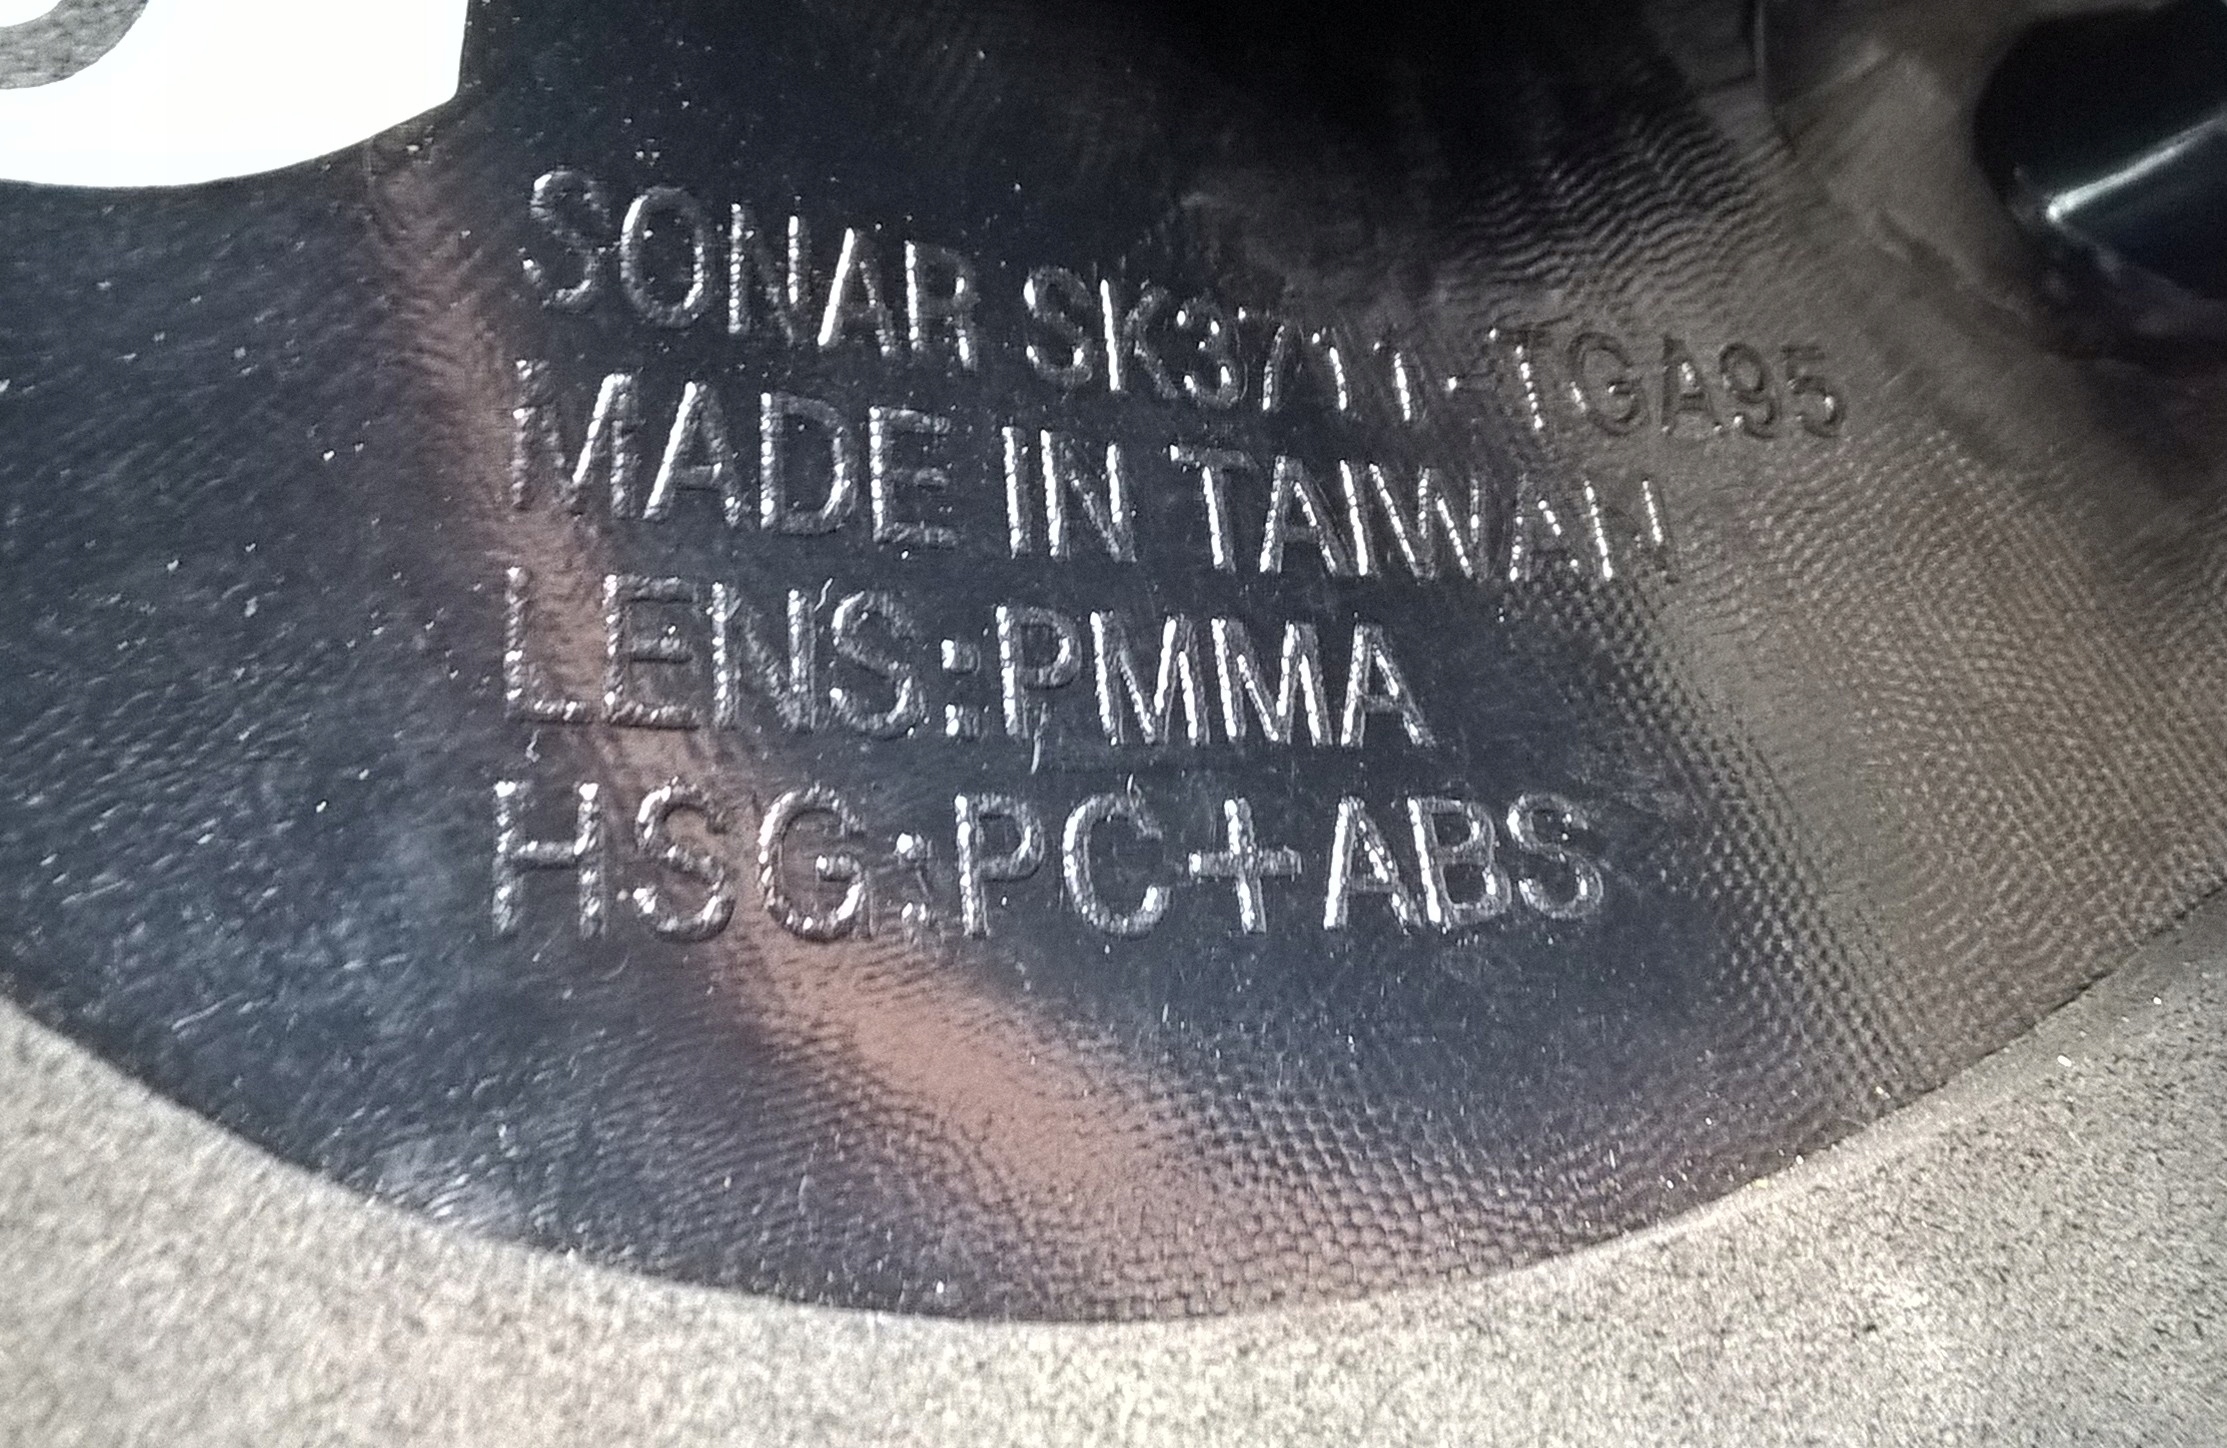 SONAR SK3711-TGA95
MADE IN TAIWAN
LENS:PMMA
HSG:PC+ABS